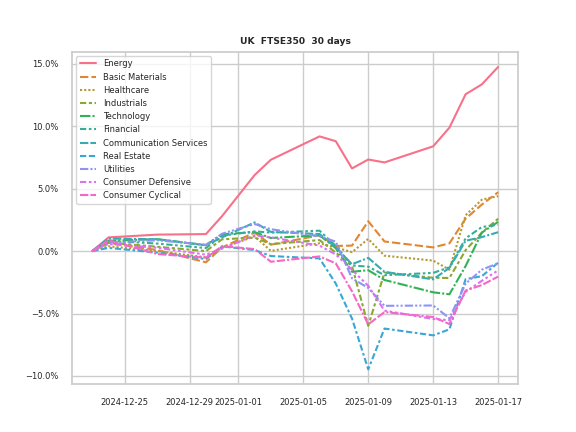 UK FTSE350 30 days
15.0%
10.0%
5.0%
0.0%
−5.0%
−10.0%
Energy
Basic Materials
Healthcare
Industrials
Technology
Financial
Communication Services
Real Estate
Utilities
Consumer Defensive
Consumer Cyclical
2024-12-25 2024-12-29 2025-01-01 2025-01-05 2025-01-09 2025-01-13 2025-01-17